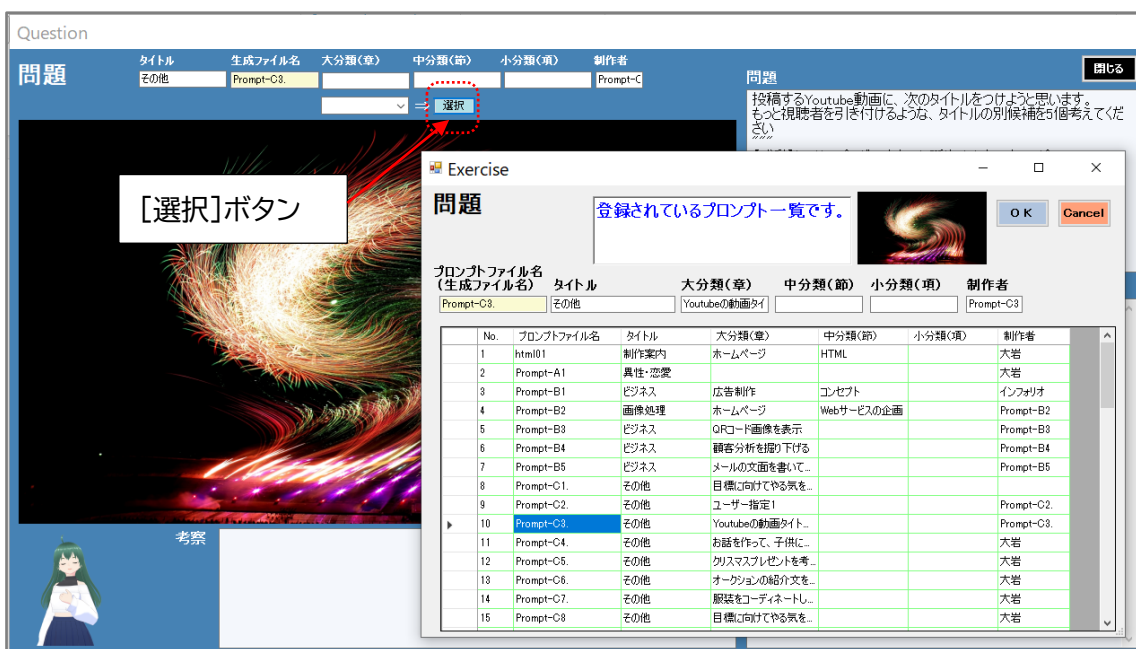 Question
問題
タイトル 生成ファイル名 大分類(章) 中分類(節) 小分類(項) 制作者
その他 Prompt-C3. Prompt-C
⇒ 選択
閉じる
問題
投稿するYoutube動画に、次のタイトルをつけようと思います。
もっと視聴者を引き付けるような、タイトルの別候補を5個考えてくだ
さい
"""
[選択]ボタン
Exercise
問題
登録されているプロンプト一覧です。
OK Cancel
プロンプトファイル名
(生成ファイル名) タイトル 大分類(章) 中分類(節) 小分類(項) 制作者
Prompt-C3. その他 Youtubeの動画タイ Prompt-C3
No. プロンプトファイル名 タイトル 大分類(章) 中分類(節) 小分類(項) 制作者
1 html01 制作案内 ホームページ HTML 大岩
2 Prompt-A1 異性・恋愛 大岩
3 Prompt-B1 ビジネス 広告制作 コンセプト インフォリオ
4 Prompt-B2 画像処理 ホームページ Webサービスの企画 Prompt-B2
5 Prompt-B3 ビジネス QRコード画像を表示 Prompt-B3
6 Prompt-B4 ビジネス 顧客分析を掘り下げる Prompt-B4
7 Prompt-B5 ビジネス メールの文面を書いて... Prompt-B5
8 Prompt-C1. その他 目標に向けてやる気を...
9 Prompt-C2. その他 ユーザー指定1 Prompt-C2.
10 Prompt-C3. その他 Youtubeの動画タイト... Prompt-C3.
11 Prompt-C4. その他 お話を作って、子供に... 大岩
12 Prompt-C5. その他 クリスマスプレゼントを考... 大岩
13 Prompt-C6. その他 オークションの紹介文を... 大岩
14 Prompt-C7. その他 服装をコーディネートし... 大岩
15 Prompt-C8 その他 目標に向けてやる気を... 大岩
考察